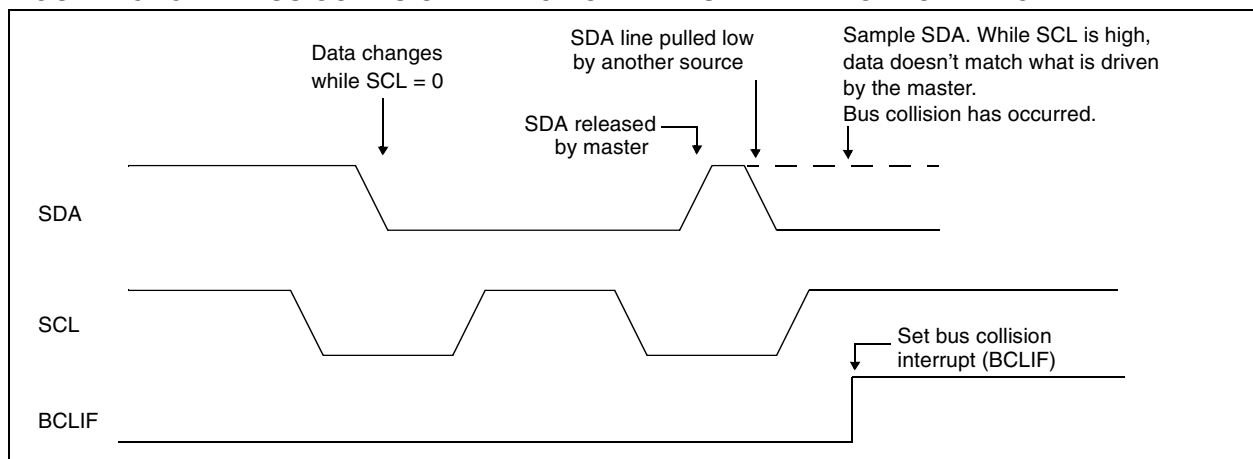 Data changes
while SCL = 0
SDA line pulled low
by another source
Sample SDA. While SCL is high,
data doesn't match what is driven
by the master.
Bus collision has occurred.
SDA released
by master
SDA
SCL
Set bus collision
interrupt (BCLIF)
BCLIF